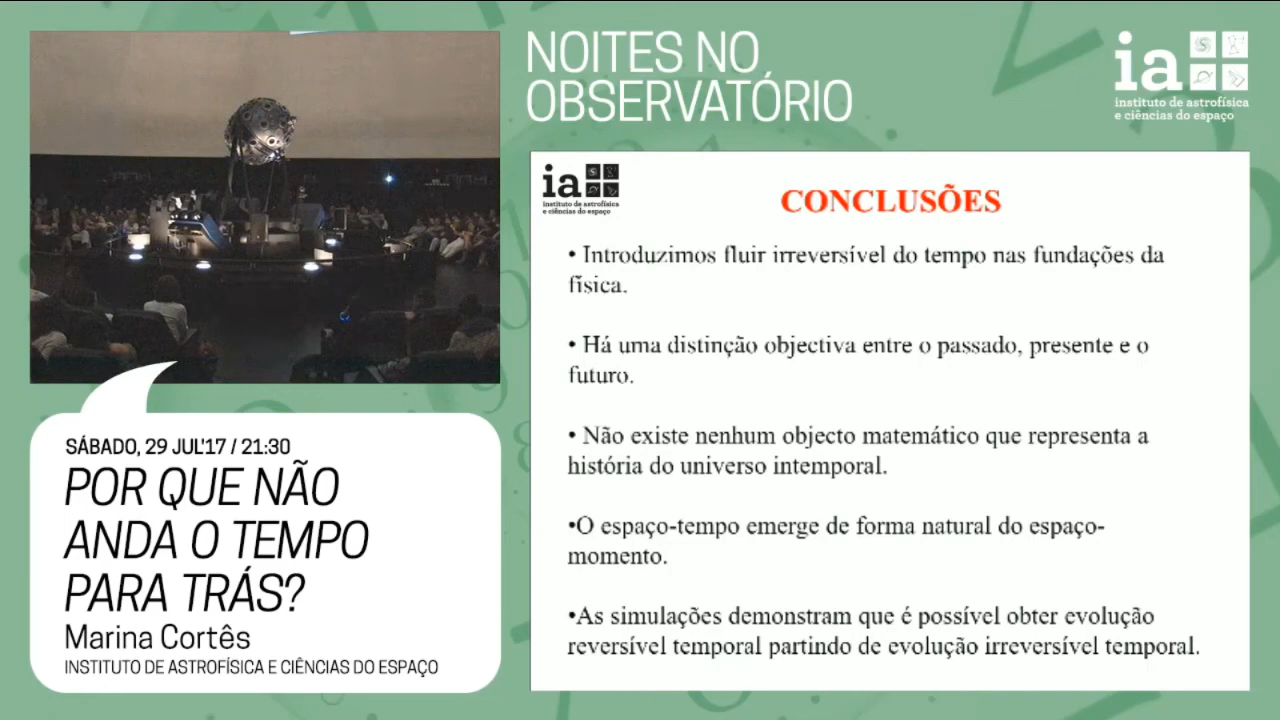 NOITES NO
OBSERVATÓRIO
ia
instituto de astrofísica
e ciências do espaço
ia
instituto de astrofísica
e ciências do espaço
CONCLUSÕES
• Introduzimos fluir irreversível do tempo nas fundações da
física.
• Há uma distinção objectiva entre o passado, presente e o
futuro.
• Não existe nenhum objecto matemático que representa a
história do universo intemporal.
•O espaço-tempo emerge de forma natural do espaço-
momento.
•As simulações demonstram que é possível obter evolução
reversível temporal partindo de evolução irreversível temporal.
SÁBADO, 29 JUL'17 / 21:30
POR QUE NÃO
ANDA O TEMPO
PARA TRÁS?
Marina Cortês
INSTITUTO DE ASTROFÍSICA E CIÊNCIAS DO ESPAÇO